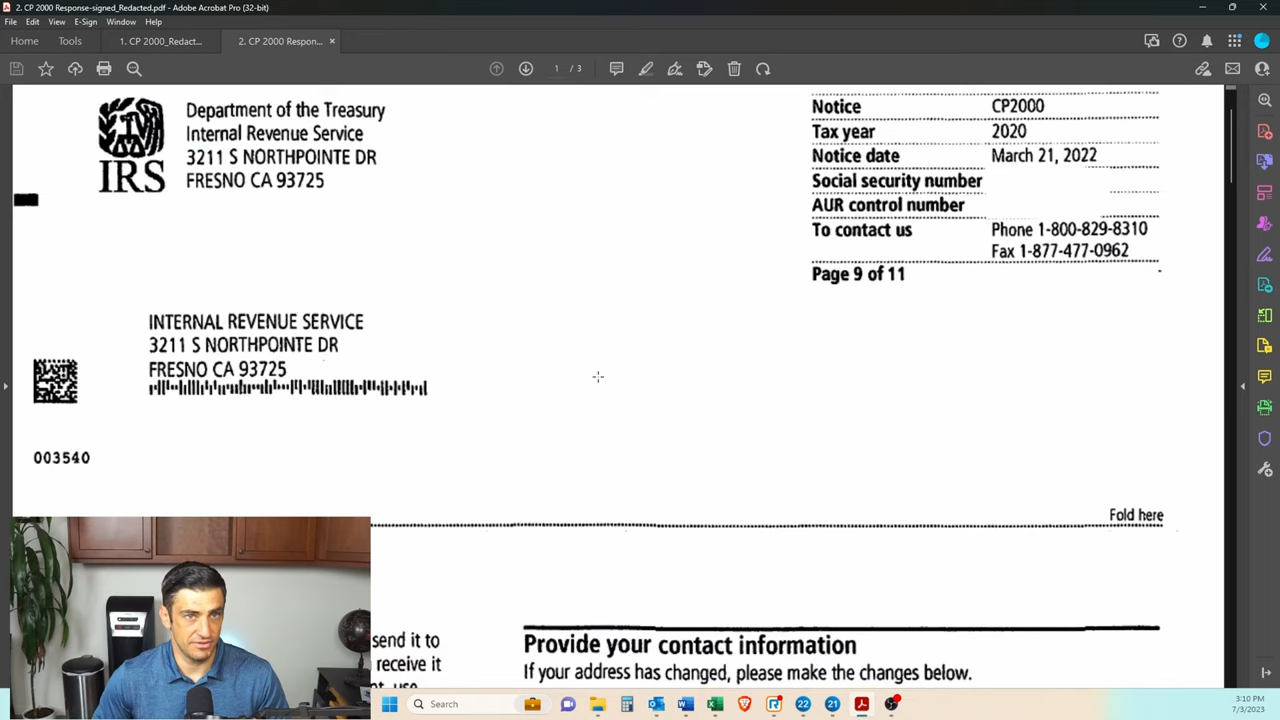 2. CP 2000 Response-signed_Redacted.pdf - Adobe Acrobat Pro (32-bit)
File Edit View E-Sign Window Help
Home Tools 1. CP 2000_Redact... 2. CP 2000 Respon... ×
1 / 3
IRS
Department of the Treasury
Internal Revenue Service
3211 S NORTHPOINTE DR
FRESNO CA 93725
Notice CP2000
Tax year 2020
Notice date March 21, 2022
Social security number
AUR control number
To contact us Phone 1-800-829-8310
Fax 1-877-477-0962
Page 9 of 11
INTERNAL REVENUE SERVICE
3211 S NORTHPOINTE DR
FRESNO CA 93725
003540
Fold here
send it to
receive it
Provide your contact information
If your address has changed, please make the changes below.
Search
22 21
3:10 PM
7/3/2023